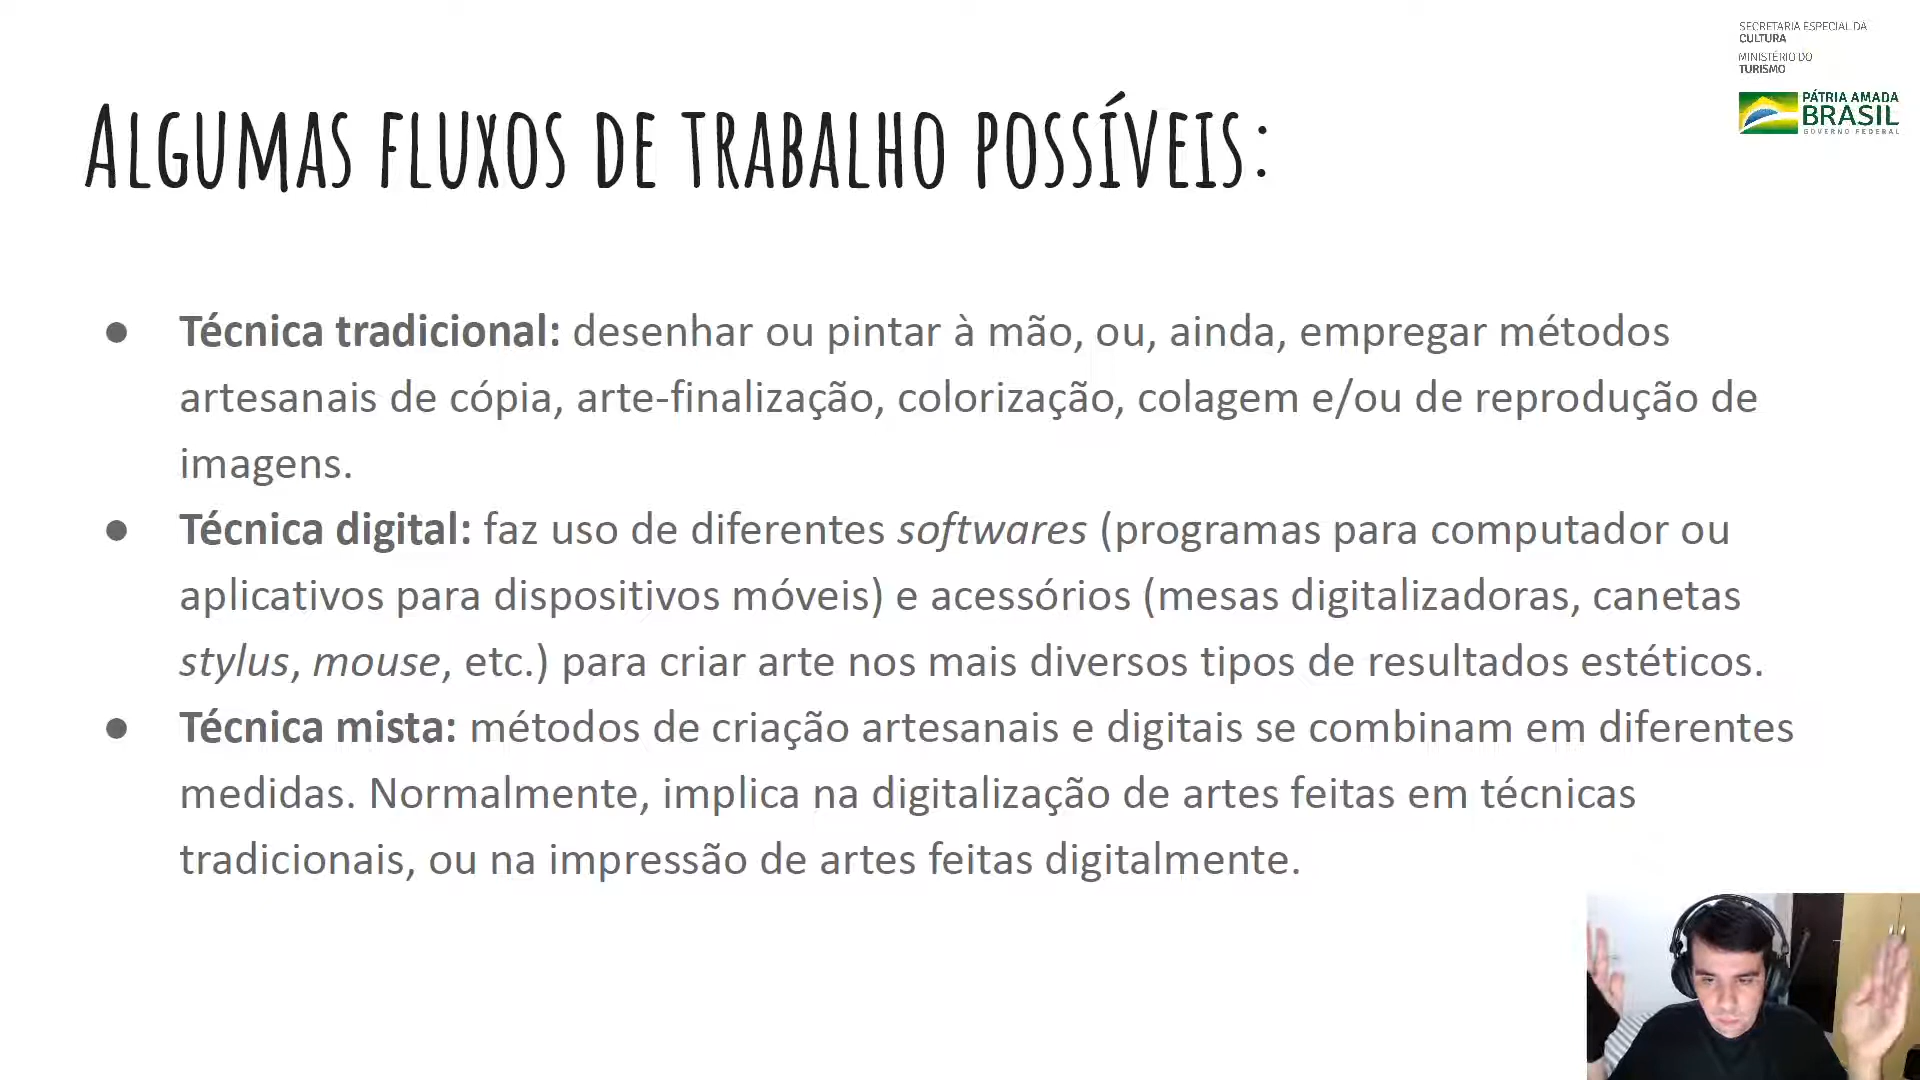 SECRETARIA ESPECIAL DA
CULTURA
MINISTÉRIO DO
TURISMO
PÁTRIA AMADA
BRASIL
GOVERNO FEDERAL
ALGUMAS FLUXOS DE TRABALHO POSSÍVEIS:
● Técnica tradicional: desenhar ou pintar à mão, ou, ainda, empregar métodos
artesanais de cópia, arte-finalização, colorização, colagem e/ou de reprodução de
imagens.
● Técnica digital: faz uso de diferentes softwares (programas para computador ou
aplicativos para dispositivos móveis) e acessórios (mesas digitalizadoras, canetas
stylus, mouse, etc.) para criar arte nos mais diversos tipos de resultados estéticos.
● Técnica mista: métodos de criação artesanais e digitais se combinam em diferentes
medidas. Normalmente, implica na digitalização de artes feitas em técnicas
tradicionais, ou na impressão de artes feitas digitalmente.